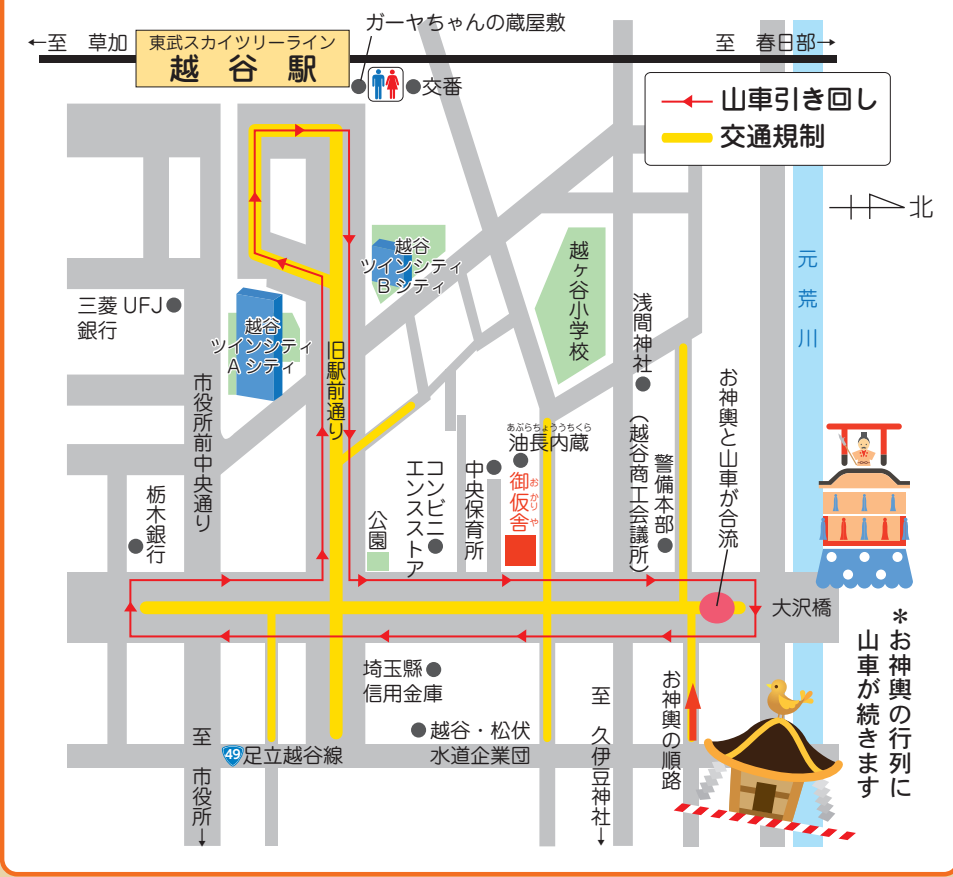 ガーヤちゃんの蔵屋敷
←至 草加
東武スカイツリーライン
越谷駅
至 春日部→
交番
山車引き回し
交通規制
北
元荒川
越谷
ツインシティ
Bシティ
越ヶ谷小学校
三菱UFJ
銀行
越谷
ツインシティ
Aシティ
旧駅前通り
浅間神社
市役所前中央通り
お神輿と山車が合流
あぶらちょううちくら
油長内蔵
御仮舎
おかりや
中央保育所
コンビニ
エンスストア
公園
警備本部
(越谷商工会議所)
栃木銀行
大沢橋
*お神輿の行列に
山車が続きます
埼玉縣
信用金庫
お神輿の順路
越谷・松伏
水道企業団
49
足立越谷線
至 市役所→
至 久伊豆神社→